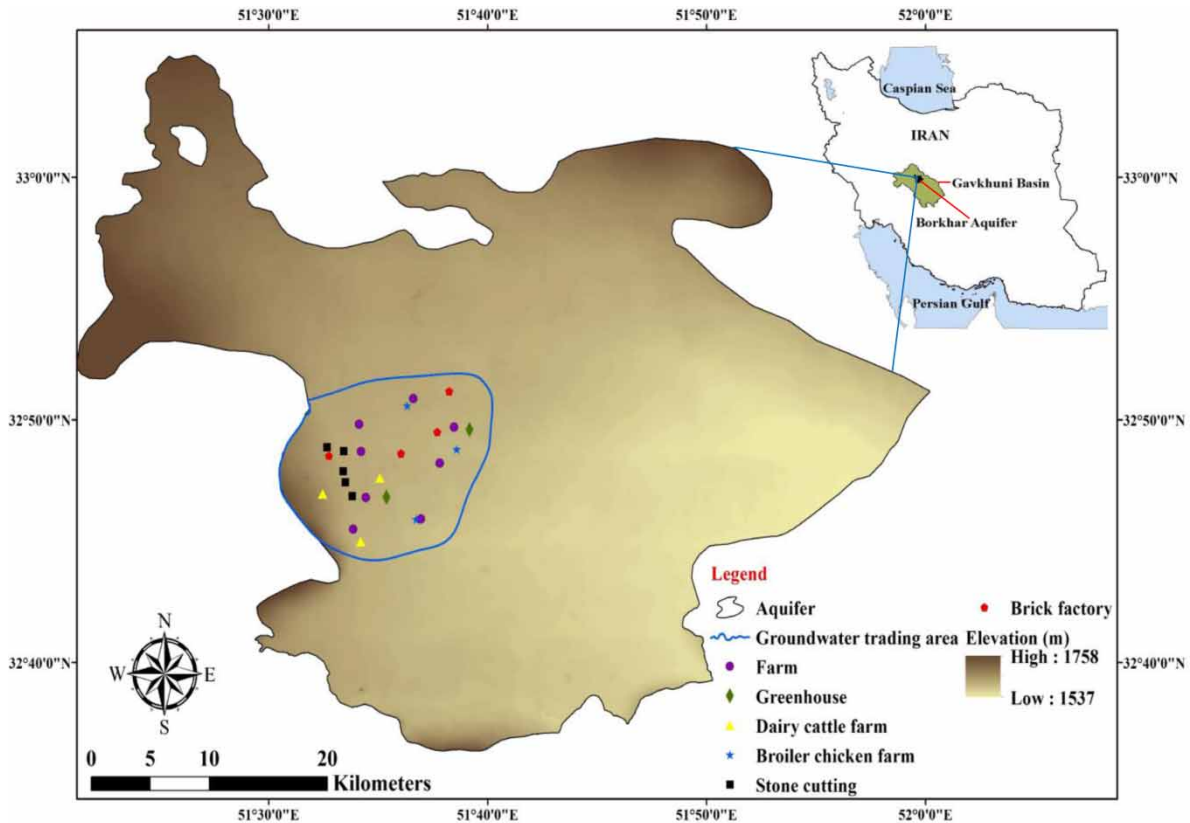 51°30'0"E 51°40'0"E 51°50'0"E 52°0'0"E
Caspian Sea
IRAN
33°0'0"N 33°0'0"N
Gavkhuni Basin
Borkhar Aquifer
Persian Gulf
32°50'0"N 32°50'0"N
Legend
Aquifer Brick factory
Groundwater trading area Elevation (m)
N
32°40'0"N 32°40'0"N
Farm High : 1758
W E
Greenhouse Low : 1537
S
Dairy cattle farm
Broiler chicken farm
0 5 10 20
Kilometers
Stone cutting
51°30'0"E 51°40'0"E 51°50'0"E 52°0'0"E